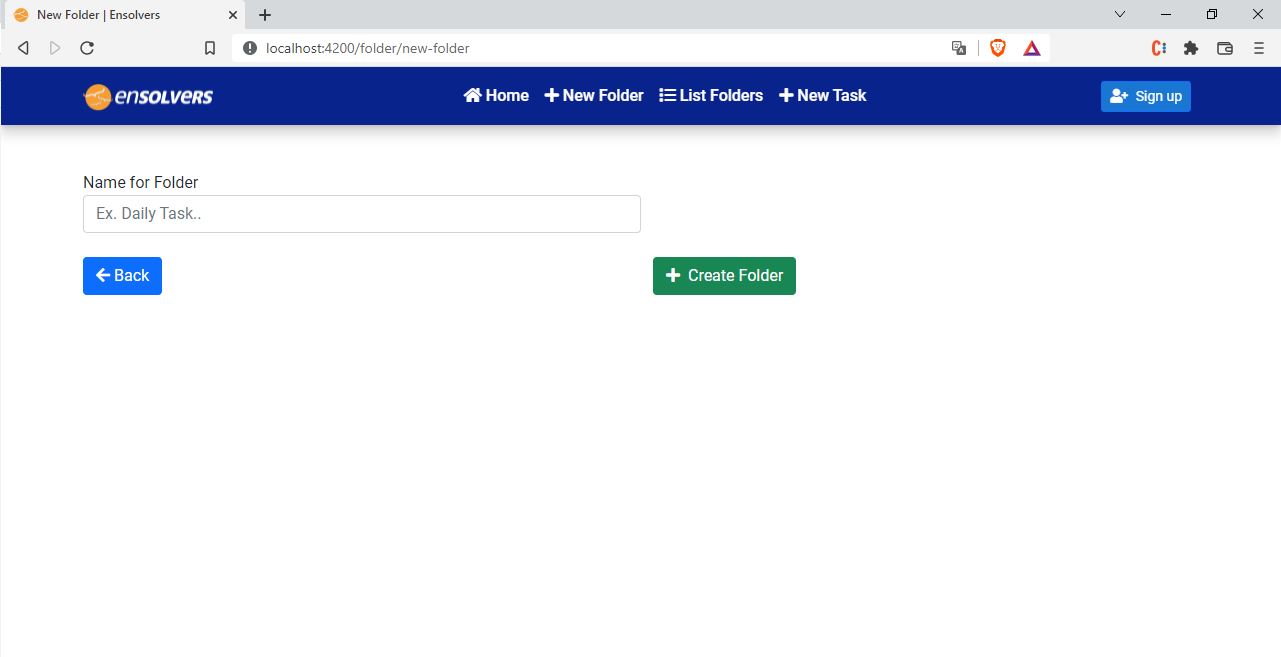 New Folder | Ensolvers
localhost:4200/folder/new-folder
ensolvers Home New Folder List Folders New Task Sign up
Name for Folder
Ex. Daily Task..
Back Create Folder